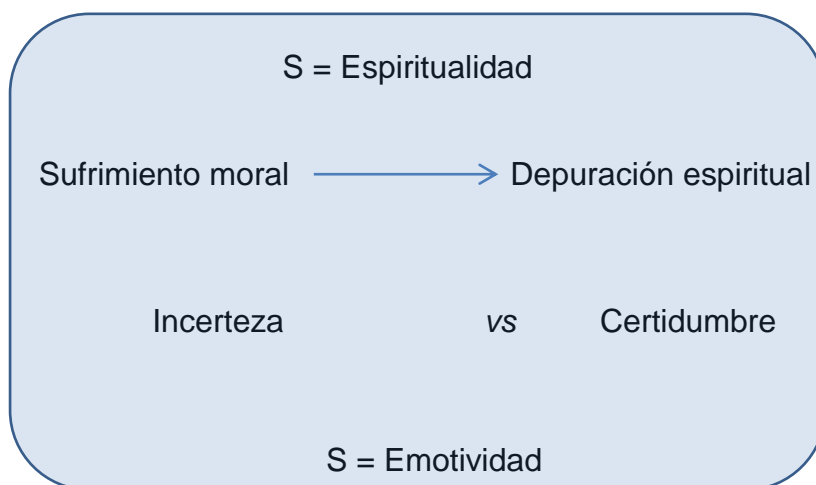 S = Espiritualidad
Sufrimiento moral Depuración espiritual
Incerteza vs Certidumbre
S = Emotividad